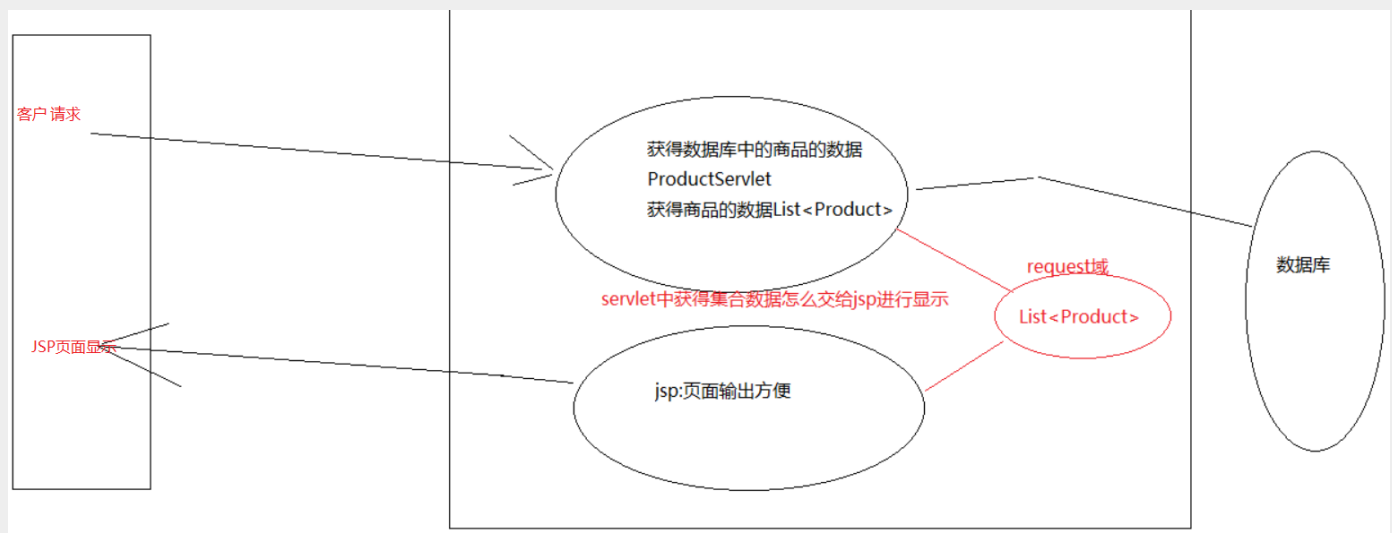 客户 请求
获得数据库中的商品的数据
ProductServlet
获得商品的数据List<Product>
request域
数据库
servlet中获得集合数据怎么交给jsp进行显示
List<Product>
JSP页面显示
jsp:页面输出方便